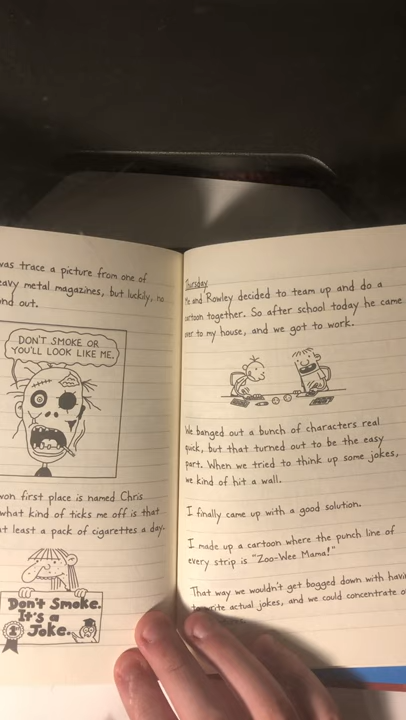 was trace a picture from one of
heavy metal magazines, but luckily, no
out.
DON'T SMOKE OR
YOU'LL LOOK LIKE ME.
won first place is named Chris
what kind of ticks me off is that
at least a pack of cigarettes a day.
Don't Smoke.
It's a
Joke.
1st
Tuesday
Me and Rowley decided to team up and do a
cartoon together. So after school today he came
over to my house, and we got to work.
We banged out a bunch of characters real
quick, but that turned out to be the easy
part. When we tried to think up some jokes,
we kind of hit a wall.
I finally came up with a good solution.
I made up a cartoon where the punch line of
every strip is "Zoo-Wee Mama!"
That way we wouldn't get bogged down with
to write actual jokes, and we could concentrate